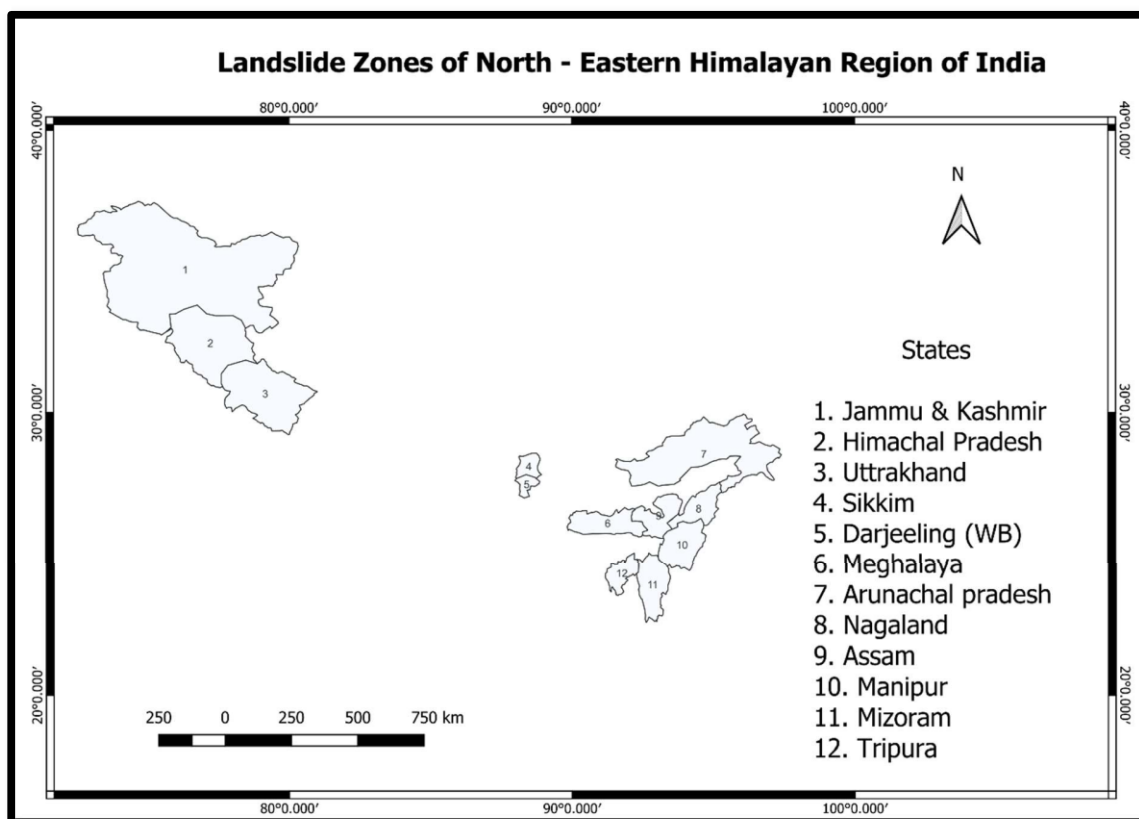 Landslide Zones of North - Eastern Himalayan Region of India
80°0.000′ 90°0.000′ 100°0.000′
40°0.000′ 40°0.000′
N
1
2
3
States
1. Jammu & Kashmir
2. Himachal Pradesh
3. Uttrakhand
4. Sikkim
5. Darjeeling (WB)
6. Meghalaya
7. Arunachal pradesh
8. Nagaland
9. Assam
10. Manipur
11. Mizoram
12. Tripura
30°0.000′ 30°0.000′
7
4
5
8
6 9
10
12 11
20°0.000′ 20°0.000′
250 0 250 500 750 km
80°0.000′ 90°0.000′ 100°0.000′